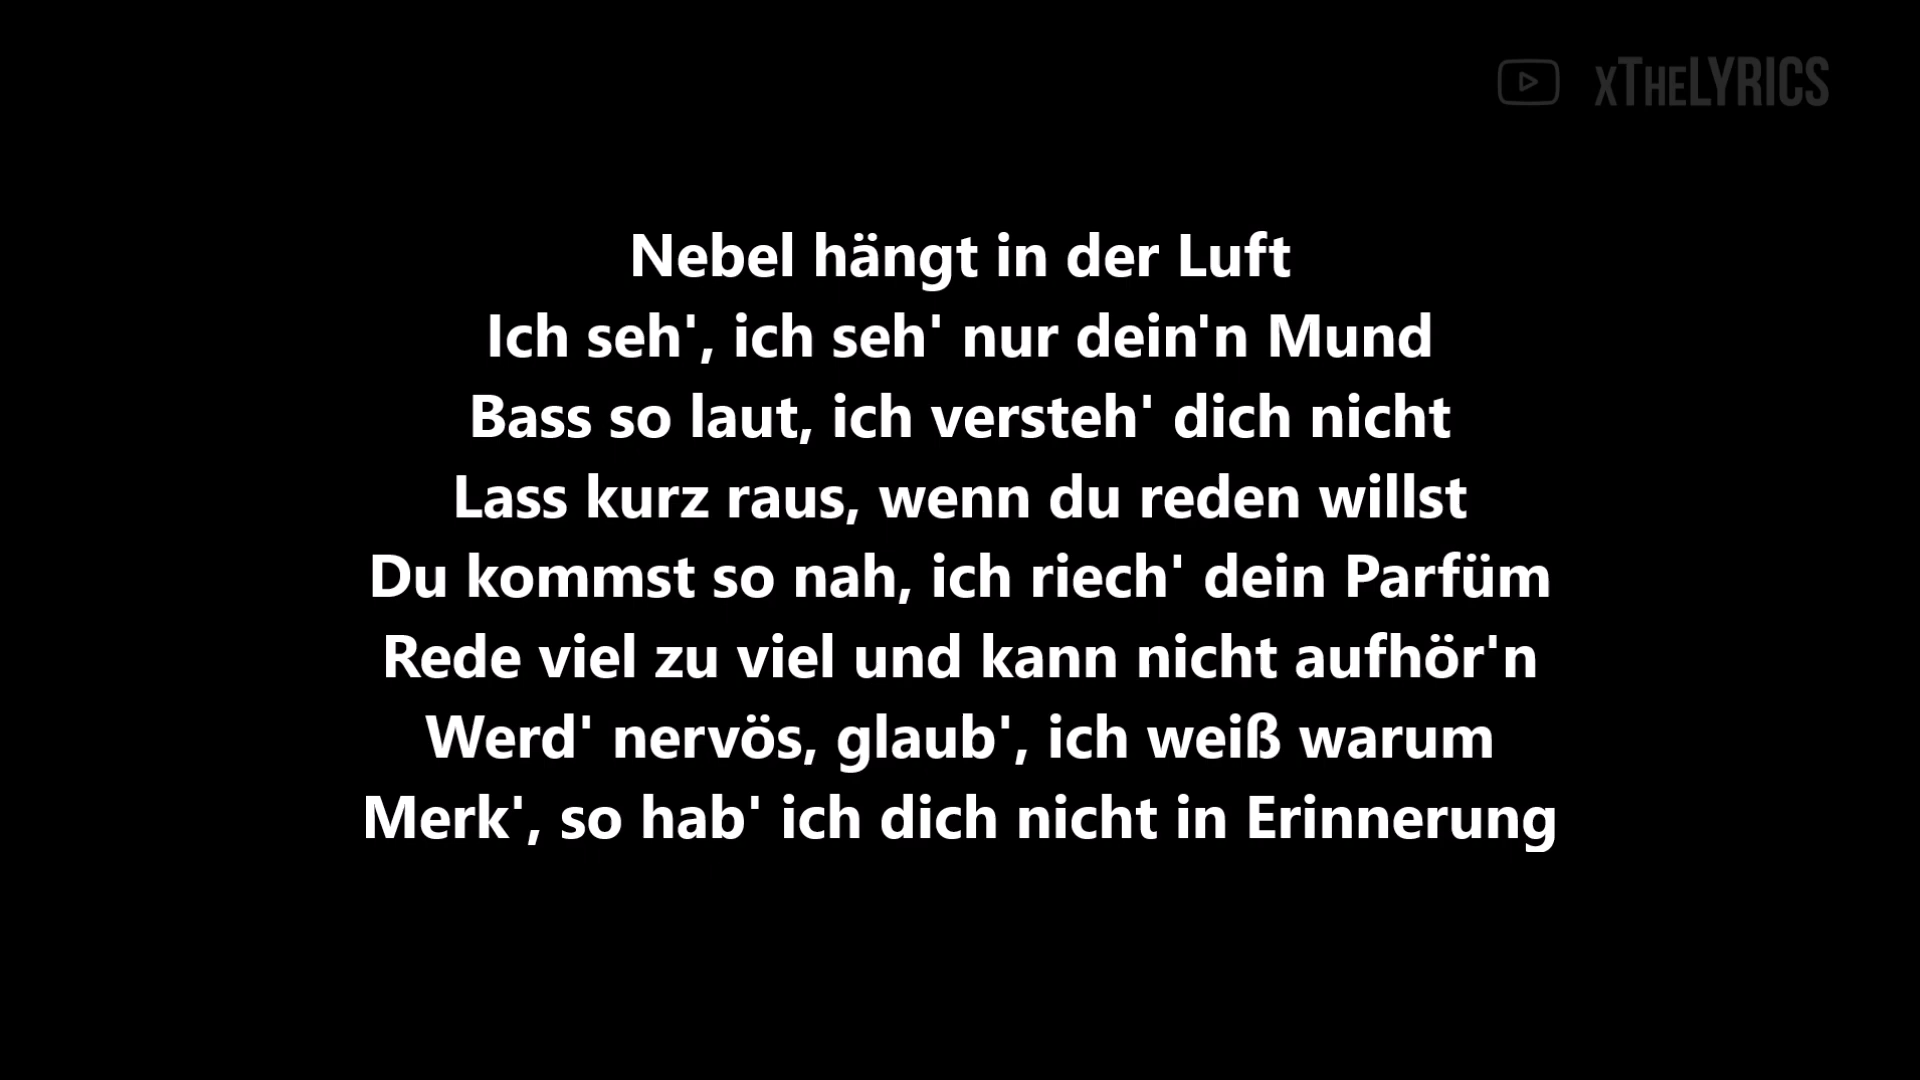 xTheLYRICS
Nebel hängt in der Luft
Ich seh', ich seh' nur dein'n Mund
Bass so laut, ich versteh' dich nicht
Lass kurz raus, wenn du reden willst
Du kommst so nah, ich riech' dein Parfüm
Rede viel zu viel und kann nicht aufhör'n
Werd' nervös, glaub', ich weiß warum
Merk', so hab' ich dich nicht in Erinnerung